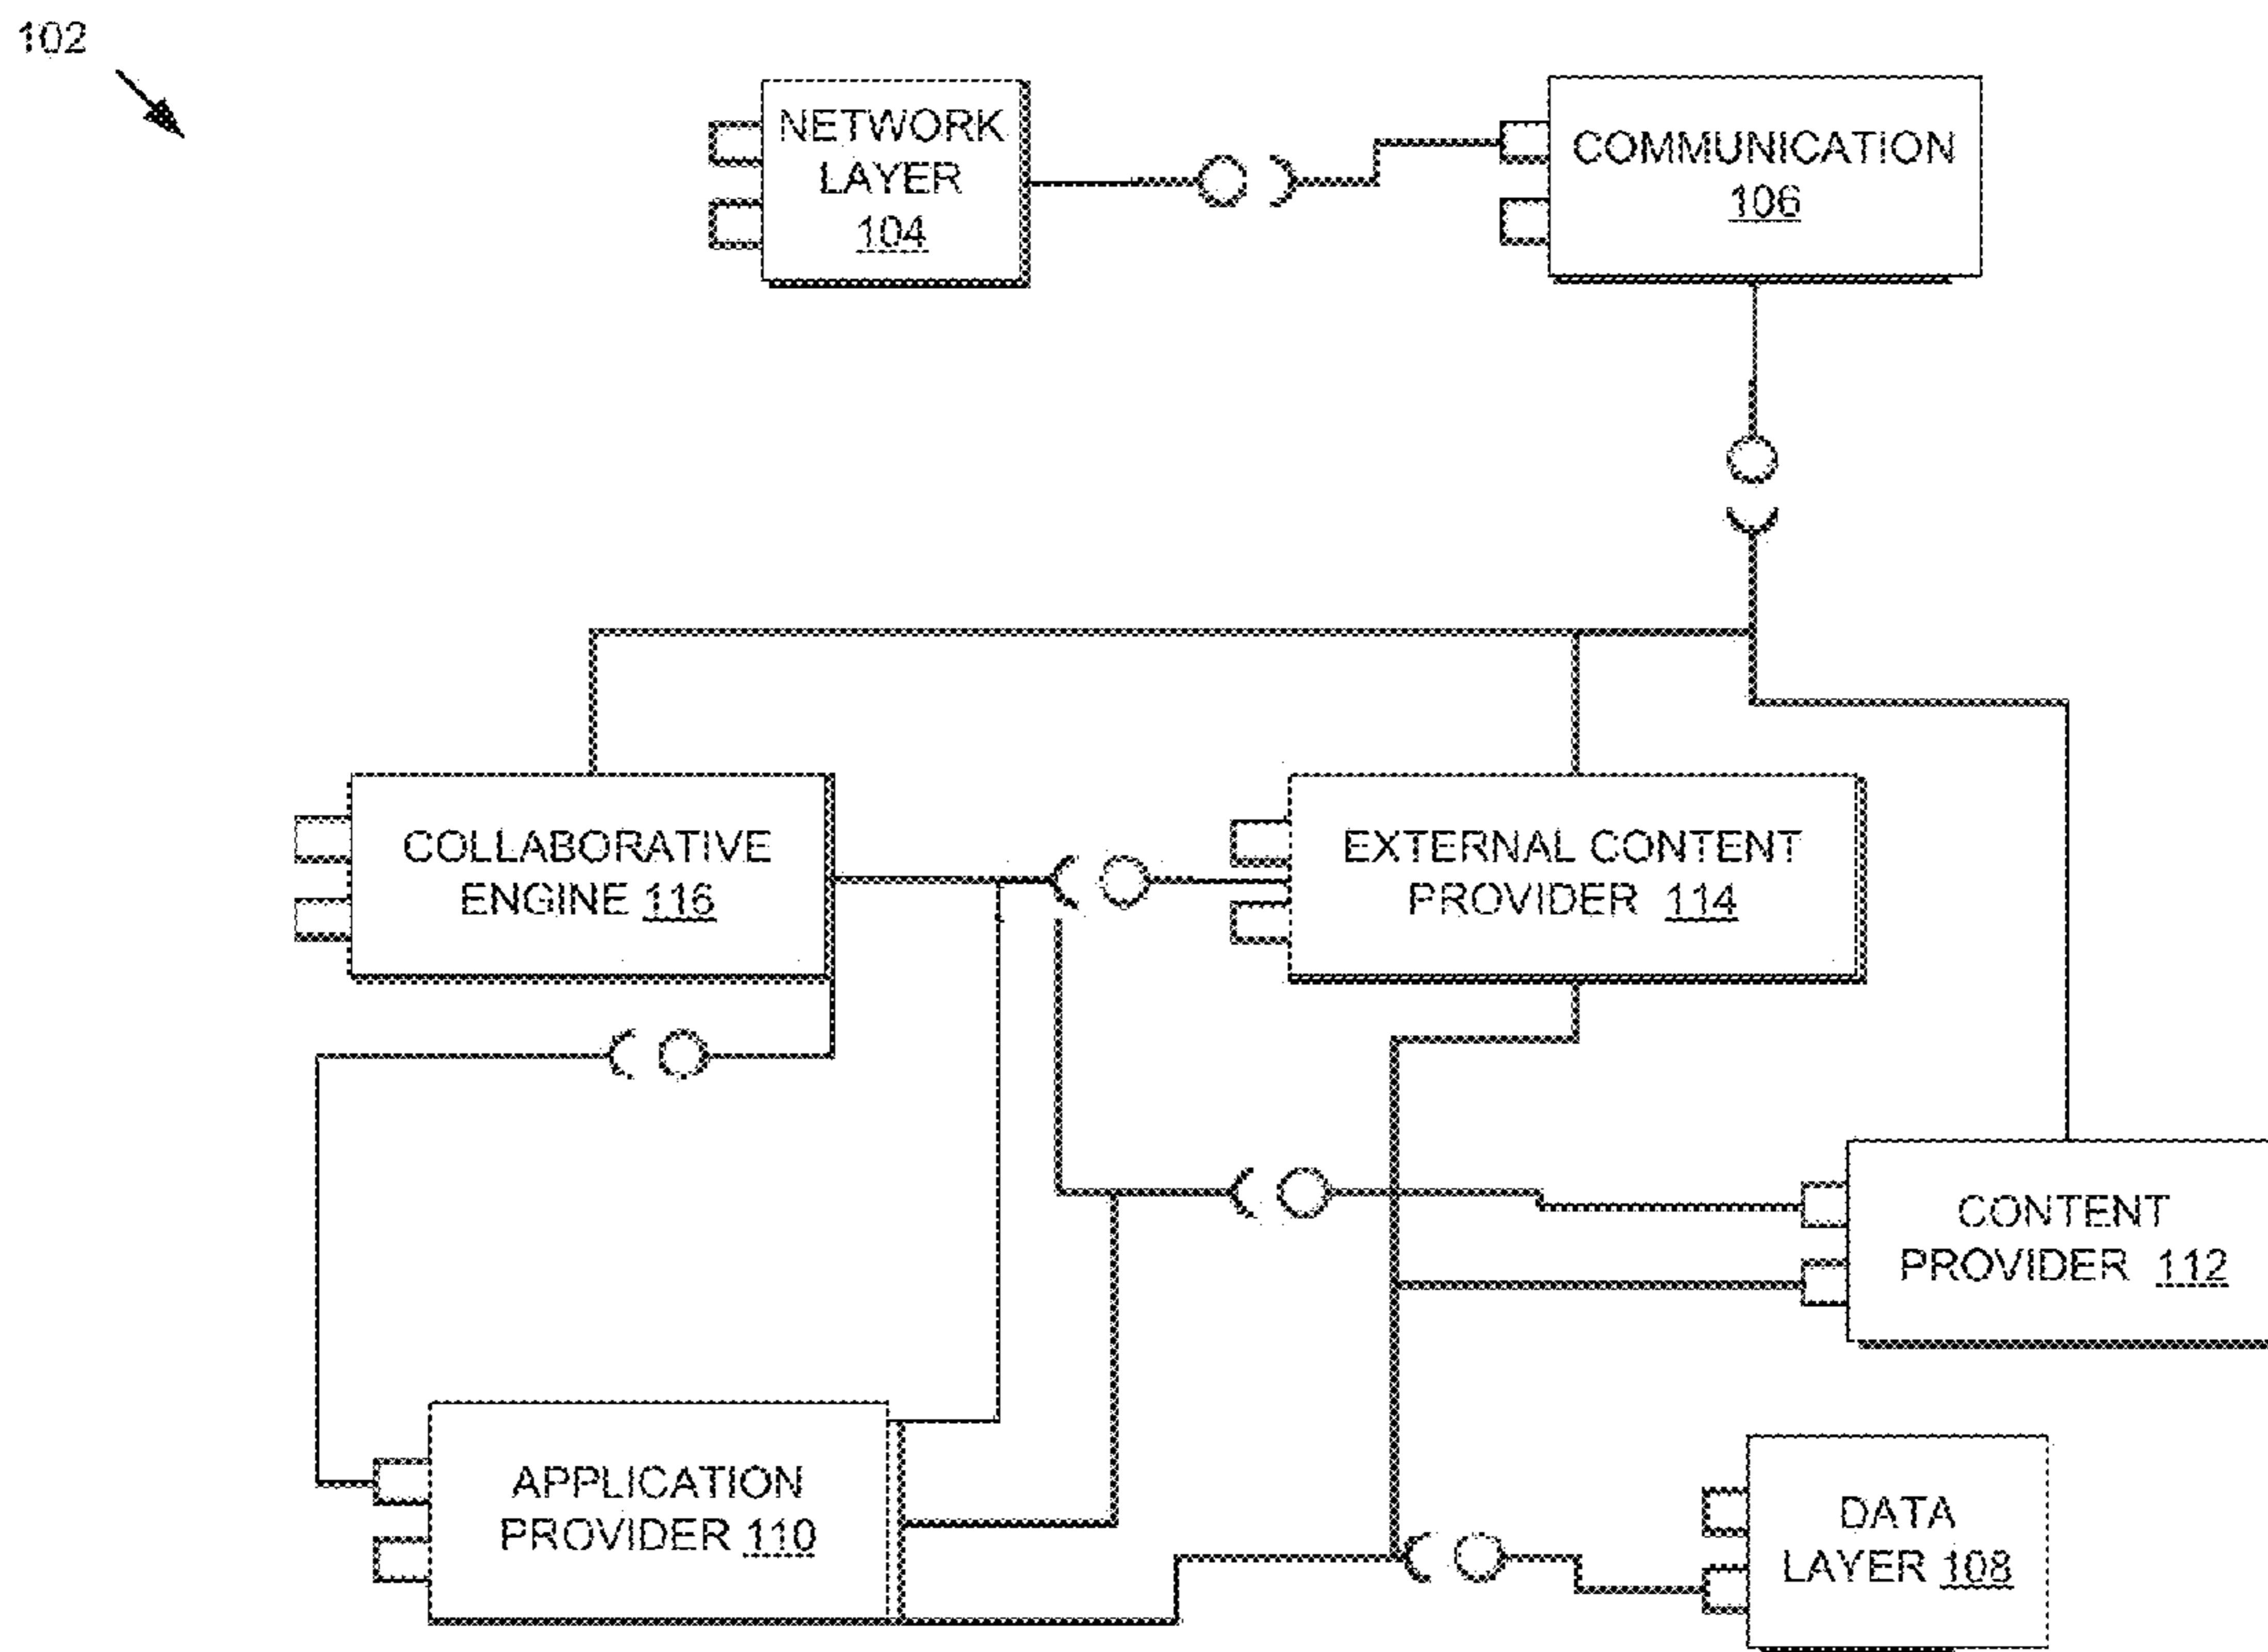 102
NETWORK
LAYER
104
COMMUNICATION
106
COLLABORATIVE
ENGINE 116
EXTERNAL CONTENT
PROVIDER 114
CONTENT
PROVIDER 112
APPLICATION
PROVIDER 110
DATA
LAYER 108